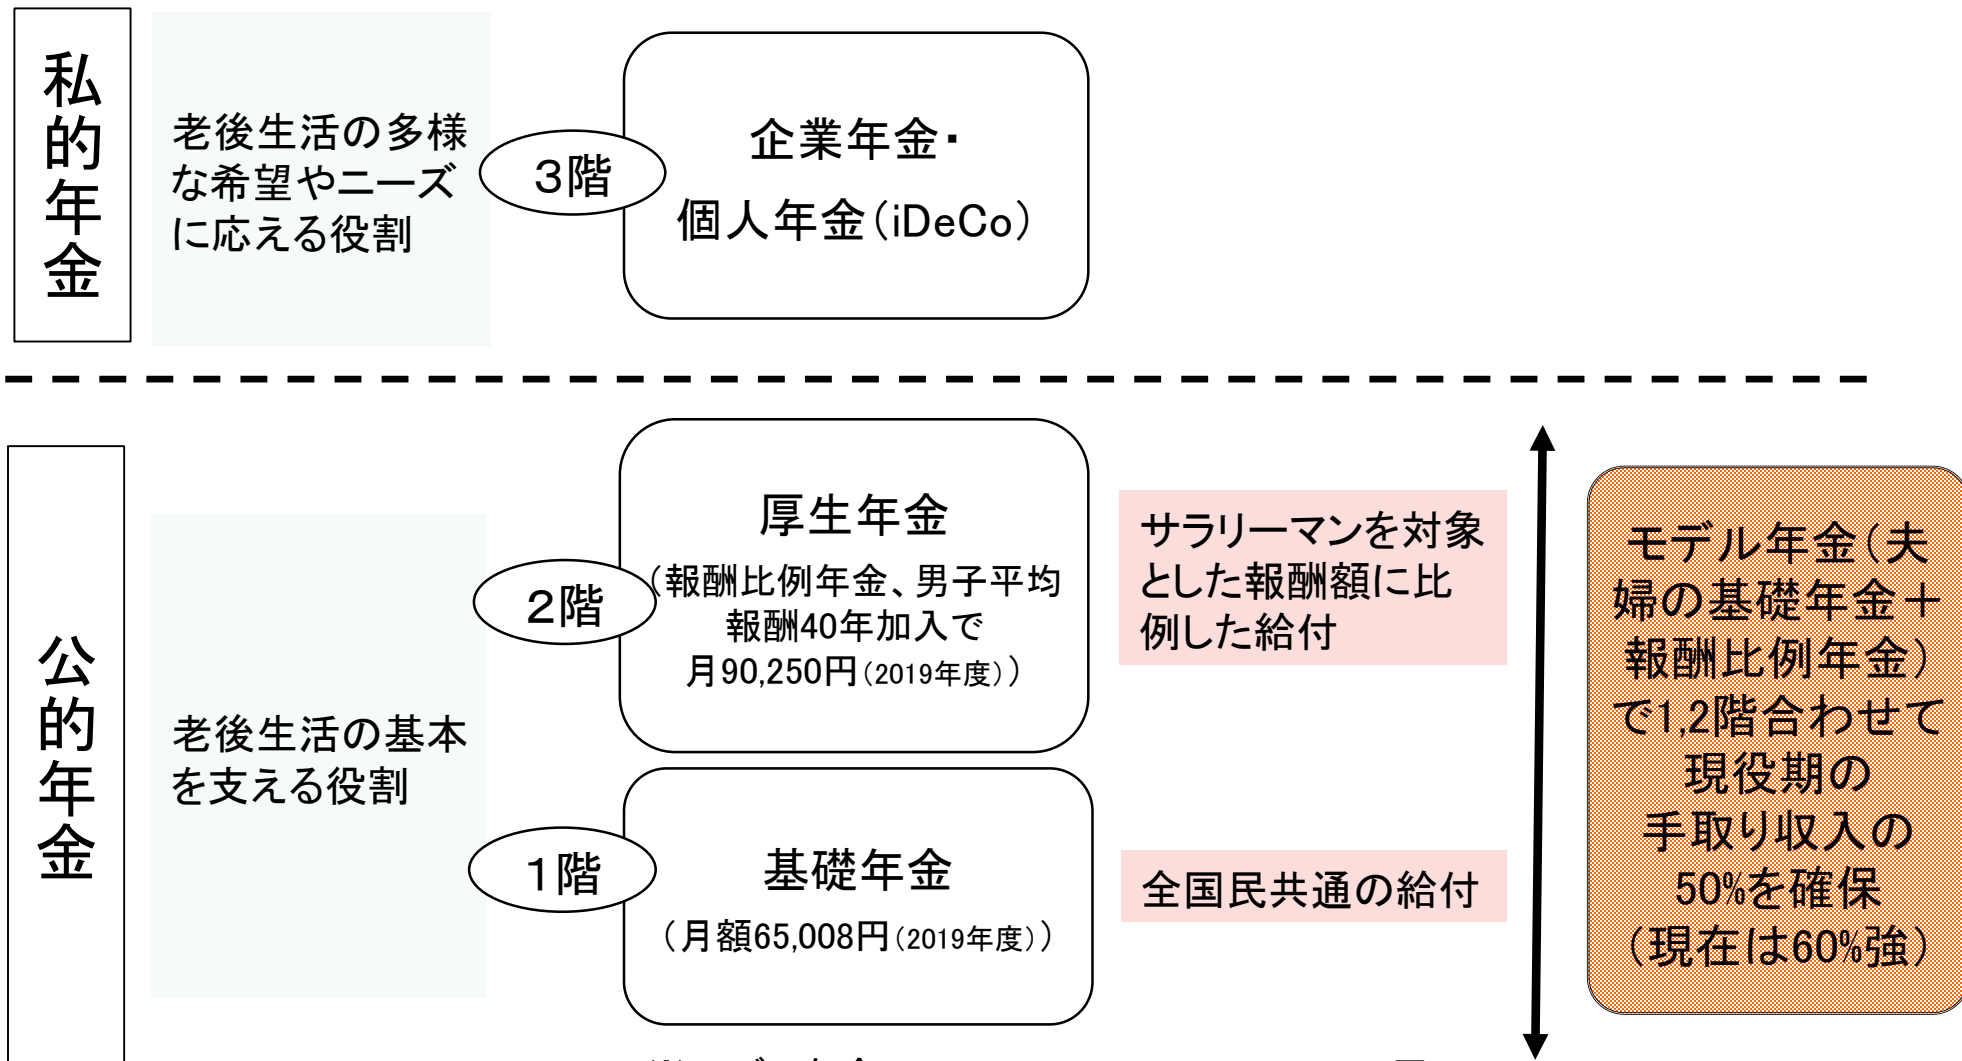 私的年金
老後生活の多様
な希望やニーズ
に応える役割
3階
企業年金・
個人年金(iDeCo)
公的年金
老後生活の基本
を支える役割
2階
厚生年金
(報酬比例年金、男子平均
報酬40年加入で
月90,250円(2019年度))
サラリーマンを対象
とした報酬額に比
例した給付
1階
基礎年金
(月額65,008円(2019年度))
全国民共通の給付
モデル年金(夫
婦の基礎年金+
報酬比例年金)
で1,2階合わせて
現役期の
手取り収入の
50%を確保
(現在は60%強)